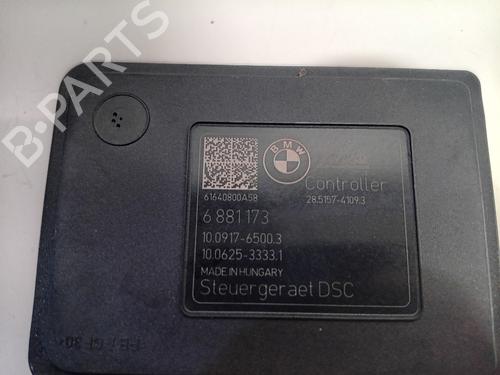 B-PARTS
BMW
Controller
61640800A58 28.5157-4109.3
6 881 173
10.0917-6500.3
10.0625-3333.1
MADE IN HUNGARY
Steuergeraet DSC